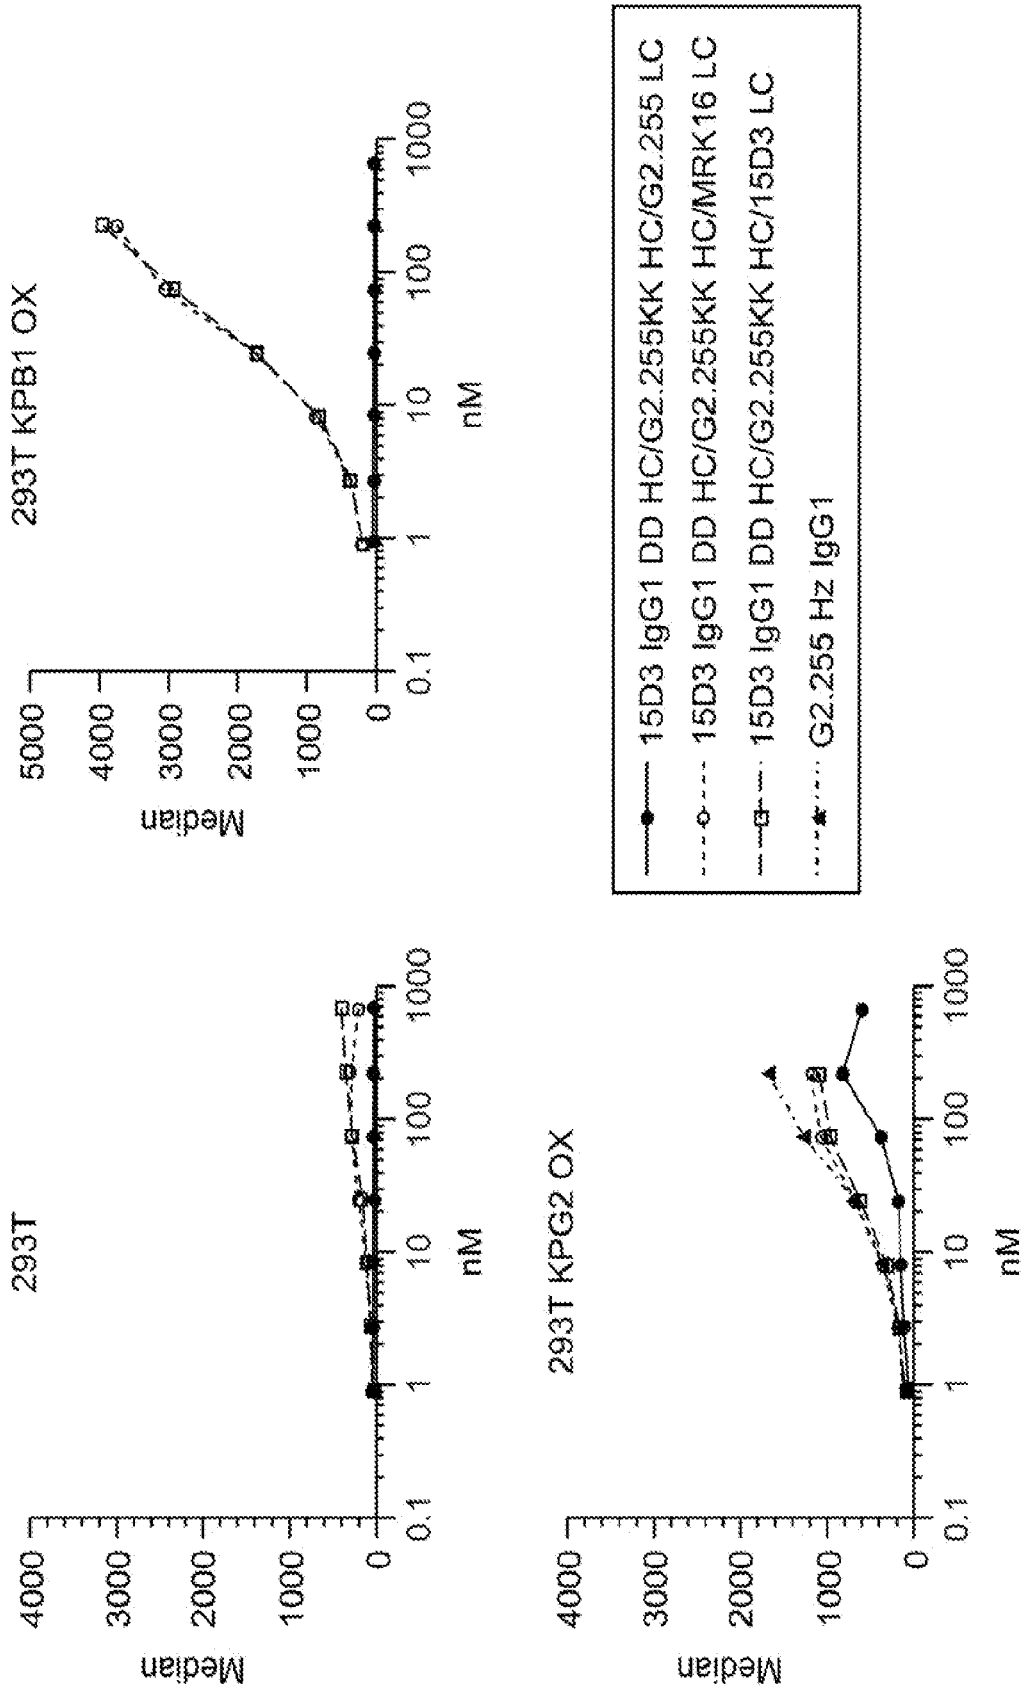 293T
Median
4000
3000
2000
1000
0
0.1
1
10
100
1000
nM
293T KPB1 OX
Median
5000
4000
3000
2000
1000
0
0.1
1
10
100
1000
nM
293T KPG2 OX
Median
4000
3000
2000
1000
0
0.1
1
10
100
1000
nM
15D3 IgG1 DD HC/G2.255KK HC/G2.255 LC
15D3 IgG1 DD HC/G2.255KK HC/MRK16 LC
15D3 IgG1 DD HC/G2.255KK HC/15D3 LC
G2.255 Hz IgG1